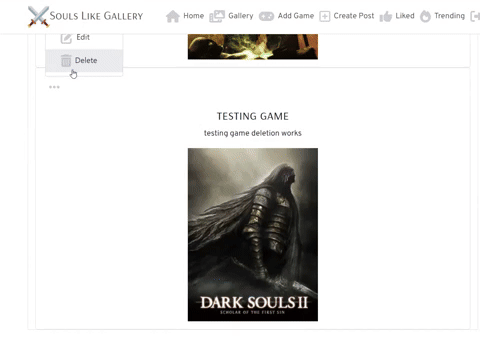 Souls Like Gallery
Home
Gallery
Add Game
Create Post
Liked
Trending
Edit
Delete
TESTING GAME
testing game deletion works
DARK SOULS II
SCHOLAR OF THE FIRST SIN